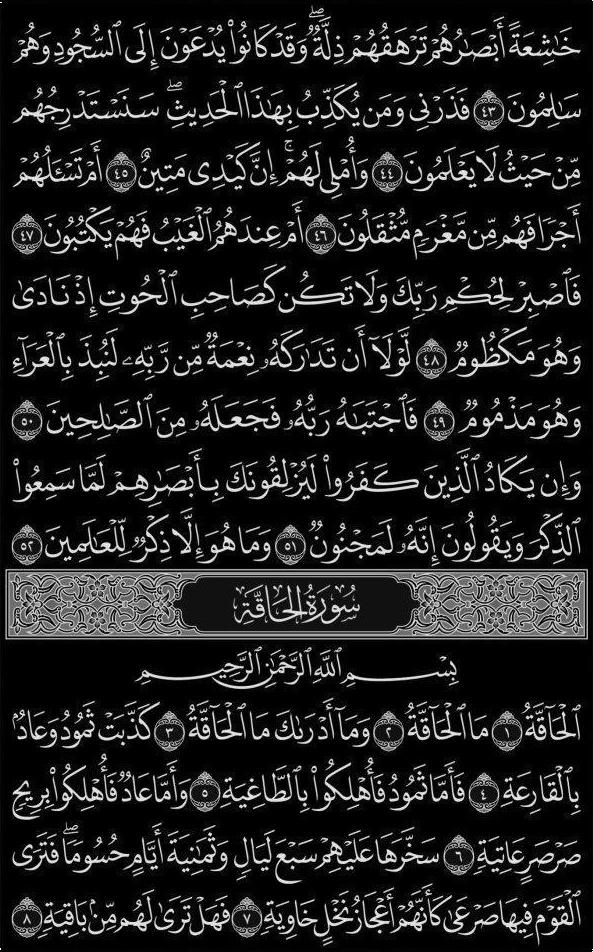 خَٰشِعَةً أَبْصَٰرُهُمْ تَرْهَقُهُمْ ذِلَّةٌ ۖ وَقَدْ كَانُوا۟ يُدْعَوْنَ إِلَى ٱلسُّجُودِ وَهُمْ
سَٰلِمُونَ ٤٣ فَذَرْنِى وَمَن يُكَذِّبُ بِهَٰذَا ٱلْحَدِيثِ ۖ سَنَسْتَدْرِجُهُم
مِّنْ حَيْثُ لَا يَعْلَمُونَ ٤٤ وَأُمْلِى لَهُمْ ۚ إِنَّ كَيْدِى مَتِينٌ ٤٥ أَمْ تَسْـَٔلُهُمْ
أَجْرًا فَهُم مِّن مَّغْرَمٍ مُّثْقَلُونَ ٤٦ أَمْ عِندَهُمُ ٱلْغَيْبُ فَهُمْ يَكْتُبُونَ ٤٧
فَٱصْبِرْ لِحُكْمِ رَبِّكَ وَلَا تَكُن كَصَاحِبِ ٱلْحُوتِ إِذْ نَادَىٰ
وَهُوَ مَكْظُومٌ ٤٨ لَّوْلَآ أَن تَدَٰرَكَهُۥ نِعْمَةٌ مِّن رَّبِّهِۦ لَنُبِذَ بِٱلْعَرَآءِ
وَهُوَ مَذْمُومٌ ٤٩ فَٱجْتَبَٰهُ رَبُّهُۥ فَجَعَلَهُۥ مِنَ ٱلصَّٰلِحِينَ ٥٠
وَإِن يَكَادُ ٱلَّذِينَ كَفَرُوا۟ لَيُزْلِقُونَكَ بِأَبْصَٰرِهِمْ لَمَّا سَمِعُوا۟
ٱلذِّكْرَ وَيَقُولُونَ إِنَّهُۥ لَمَجْنُونٌ ٥١ وَمَا هُوَ إِلَّا ذِكْرٌ لِّلْعَٰلَمِينَ ٥٢
سُورَةُ الحَاقَّةِ
بِسْمِ ٱللَّهِ ٱلرَّحْمَٰنِ ٱلرَّحِيمِ
ٱلْحَآقَّةُ ١ مَا ٱلْحَآقَّةُ ٢ وَمَآ أَدْرَىٰكَ مَا ٱلْحَآقَّةُ ٣ كَذَّبَتْ ثَمُودُ وَعَادٌۢ
بِٱلْقَارِعَةِ ٤ فَأَمَّا ثَمُودُ فَأُهْلِكُوا۟ بِٱلطَّاغِيَةِ ٥ وَأَمَّا عَادٌ فَأُهْلِكُوا۟ بِرِيحٍ
صَرْصَرٍ عَاتِيَةٍ ٦ سَخَّرَهَا عَلَيْهِمْ سَبْعَ لَيَالٍ وَثَمَٰنِيَةَ أَيَّامٍ حُسُومًا ۖ فَتَرَى
ٱلْقَوْمَ فِيهَا صَرْعَىٰ كَأَنَّهُمْ أَعْجَازُ نَخْلٍ خَاوِيَةٍ ٧ فَهَلْ تَرَىٰ لَهُم مِّنۢ بَاقِيَةٍ ٨